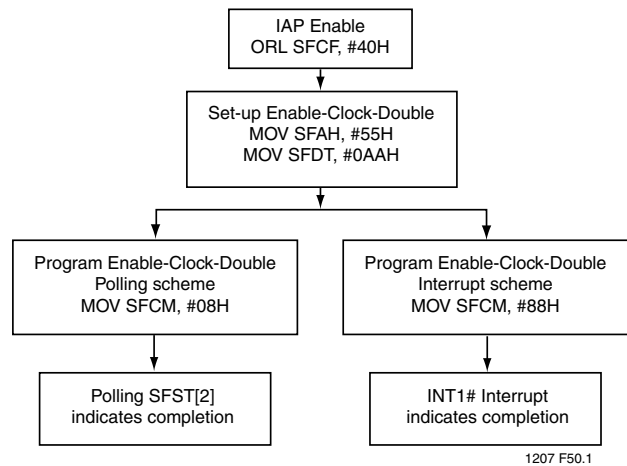 IAP Enable
ORL SFCF, #40H
Set-up Enable-Clock-Double
MOV SFAH, #55H
MOV SFDT, #0AAH
Program Enable-Clock-Double
Polling scheme
MOV SFCM, #08H
Program Enable-Clock-Double
Interrupt scheme
MOV SFCM, #88H
Polling SFST[2]
indicates completion
INT1# Interrupt
indicates completion
1207 F50.1